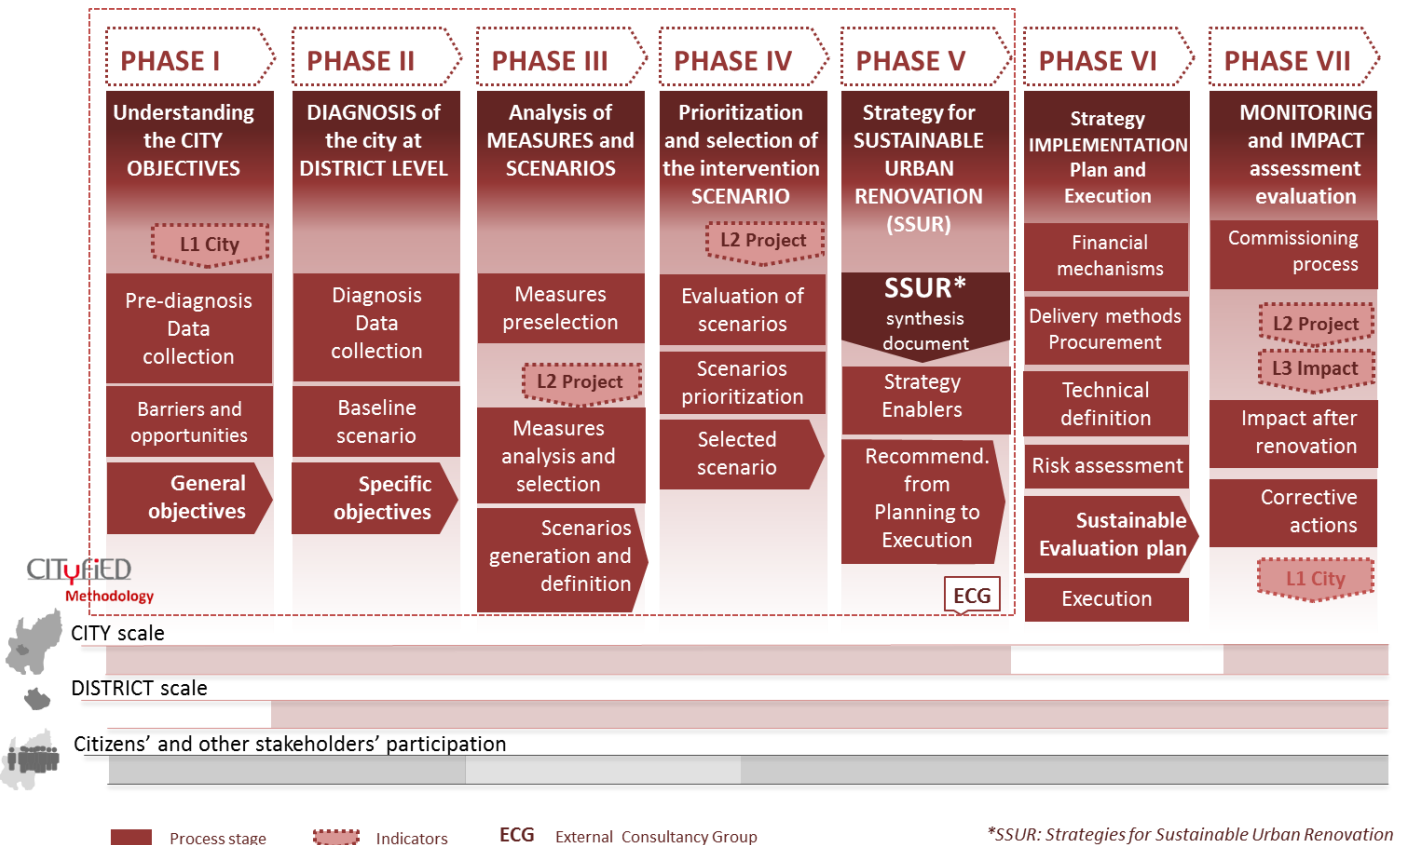 PHASE I
Understanding
the CITY
OBJECTIVES
L1 City
Pre-diagnosis
Data
collection
Barriers and
opportunities
General
objectives
PHASE II
DIAGNOSIS of
the city at
DISTRICT LEVEL
Diagnosis
Data
collection
Baseline
scenario
Specific
objectives
PHASE III
Analysis of
MEASURES and
SCENARIOS
Measures
preselection
L2 Project
Measures
analysis and
selection
Scenarios
generation and
definition
PHASE IV
Prioritization
and selection of
the intervention
SCENARIO
L2 Project
Evaluation of
scenarios
Scenarios
prioritization
Selected
scenario
PHASE V
Strategy for
SUSTAINABLE
URBAN
RENOVATION
(SSUR)
SSUR*
synthesis
document
Strategy
Enablers
Recommend.
from
Planning to
Execution
ECG
PHASE VI
Strategy
IMPLEMENTATION
Plan and
Execution
Financial
mechanisms
Delivery methods
Procurement
Technical
definition
Risk assessment
Sustainable
Evaluation plan
Execution
PHASE VII
MONITORING
and IMPACT
assessment
evaluation
Commissioning
process
L2 Project
L3 Impact
Impact after
renovation
Corrective
actions
L1 City
CITyFiED
Methodology
CITY scale
DISTRICT scale
Citizens’ and other stakeholders’ participation
Process stage
Indicators
ECG External Consultancy Group
*SSUR: Strategies for Sustainable Urban Renovation